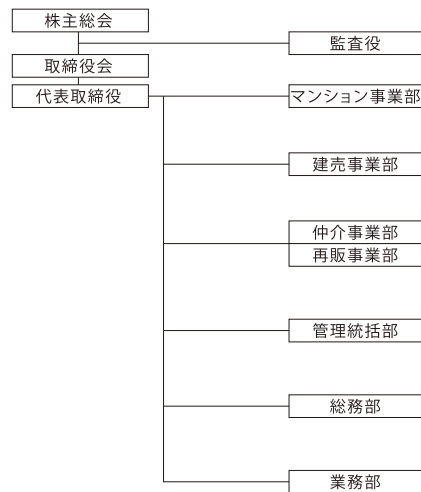 株主総会
監査役
取締役会
代表取締役
マンション事業部
建売事業部
仲介事業部
再販事業部
管理統括部
総務部
業務部